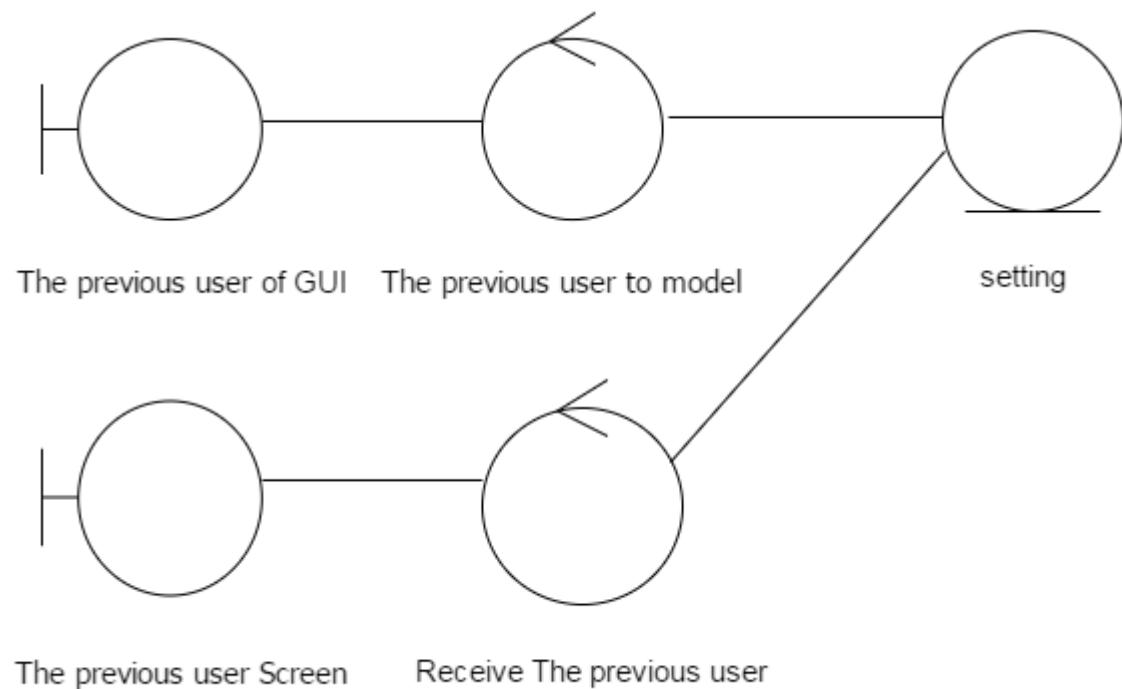 The previous user of GUI
The previous user to model
setting
The previous user Screen
Receive The previous user